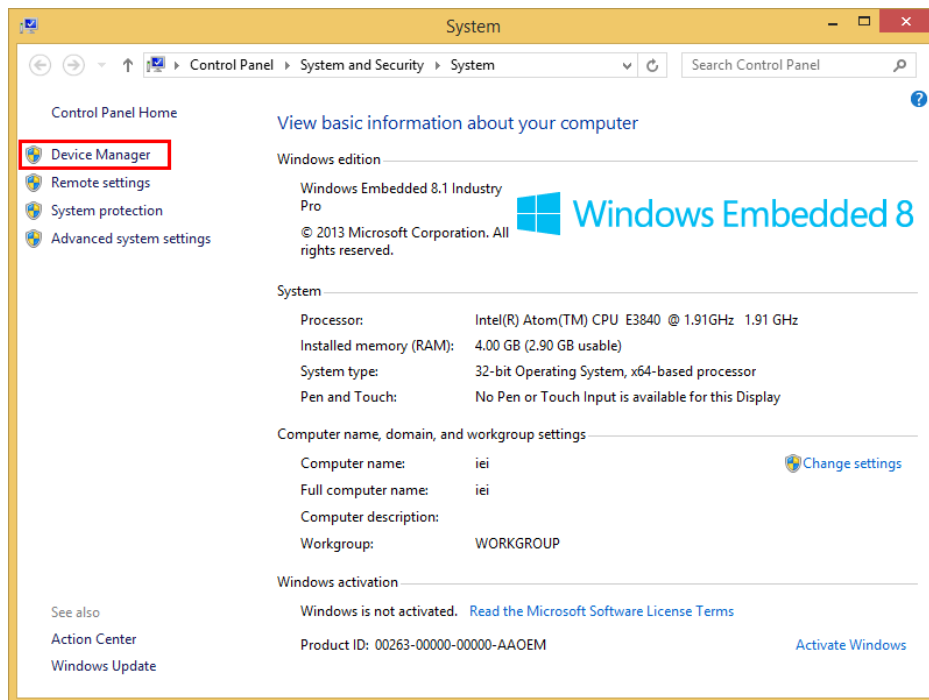 System
Control Panel System and Security System
Search Control Panel
Control Panel Home
Device Manager
Remote settings
System protection
Advanced system settings
See also
Action Center
Windows Update
View basic information about your computer
Windows edition
Windows Embedded 8.1 Industry
Pro
© 2013 Microsoft Corporation. All
rights reserved.
Windows Embedded 8
System
Processor: Intel(R) Atom(TM) CPU E3840 @ 1.91GHz 1.91 GHz
Installed memory (RAM): 4.00 GB (2.90 GB usable)
System type: 32-bit Operating System, x64-based processor
Pen and Touch: No Pen or Touch Input is available for this Display
Computer name, domain, and workgroup settings
Computer name: iei Change settings
Full computer name: iei
Computer description:
Workgroup: WORKGROUP
Windows activation
Windows is not activated. Read the Microsoft Software License Terms
Product ID: 00263-00000-00000-AAOEM Activate Windows